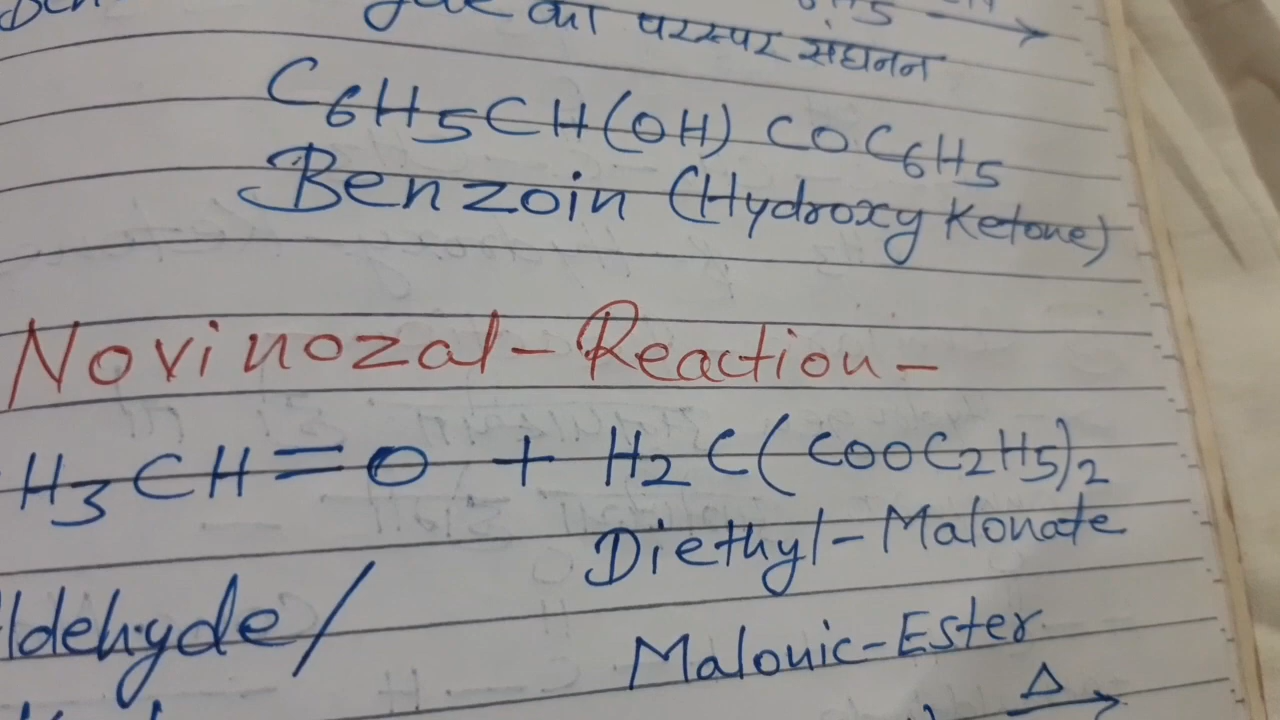 का परस्पर संघनन
C6H5CH(OH) COC6H5
Benzoin (Hydroxy Ketone)
Novinozal-Reaction-
H3CH=O + H2C(COOC2H5)2
Diethyl-Malonate
ldehyde/
Malonic-Ester
Δ